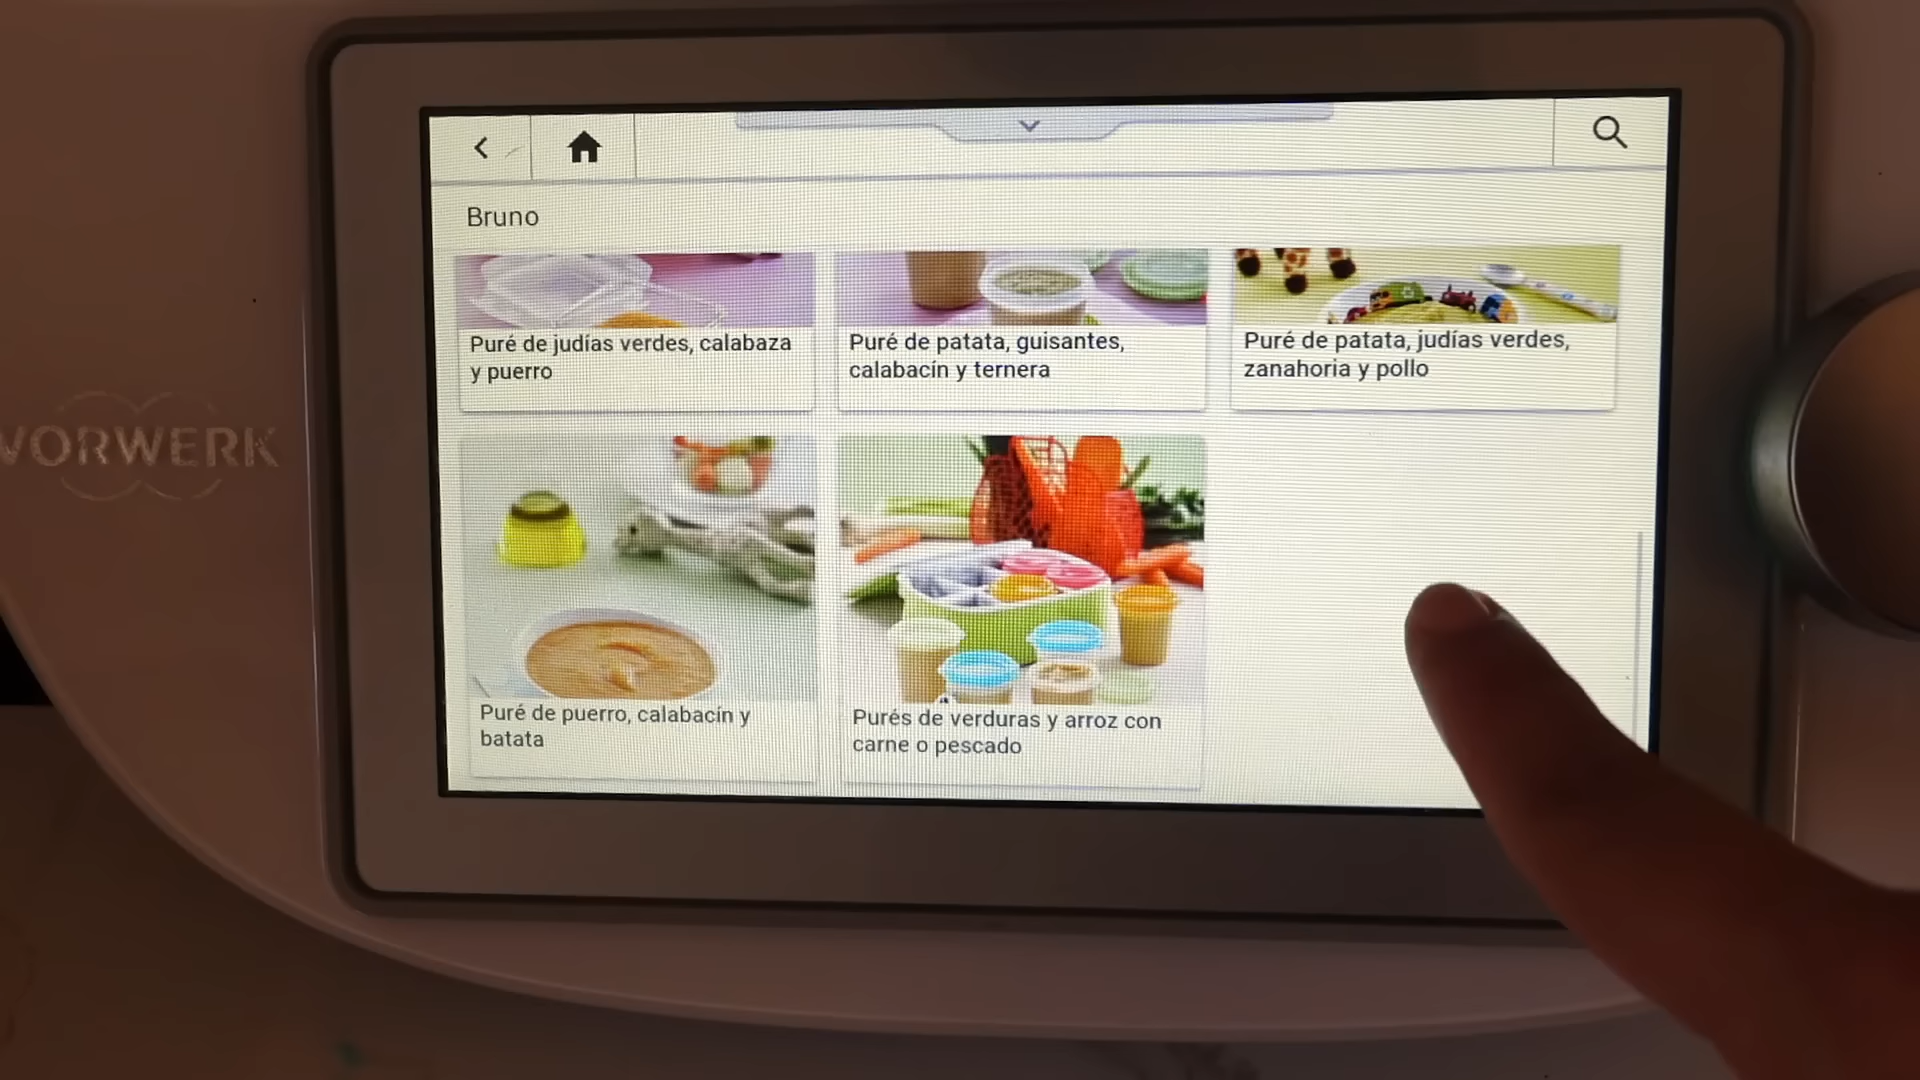 VORWERK
Bruno
Puré de judías verdes, calabaza
y puerro
Puré de patata, guisantes,
calabacín y ternera
Puré de patata, judías verdes,
zanahoria y pollo
Puré de puerro, calabacín y
batata
Purés de verduras y arroz con
carne o pescado